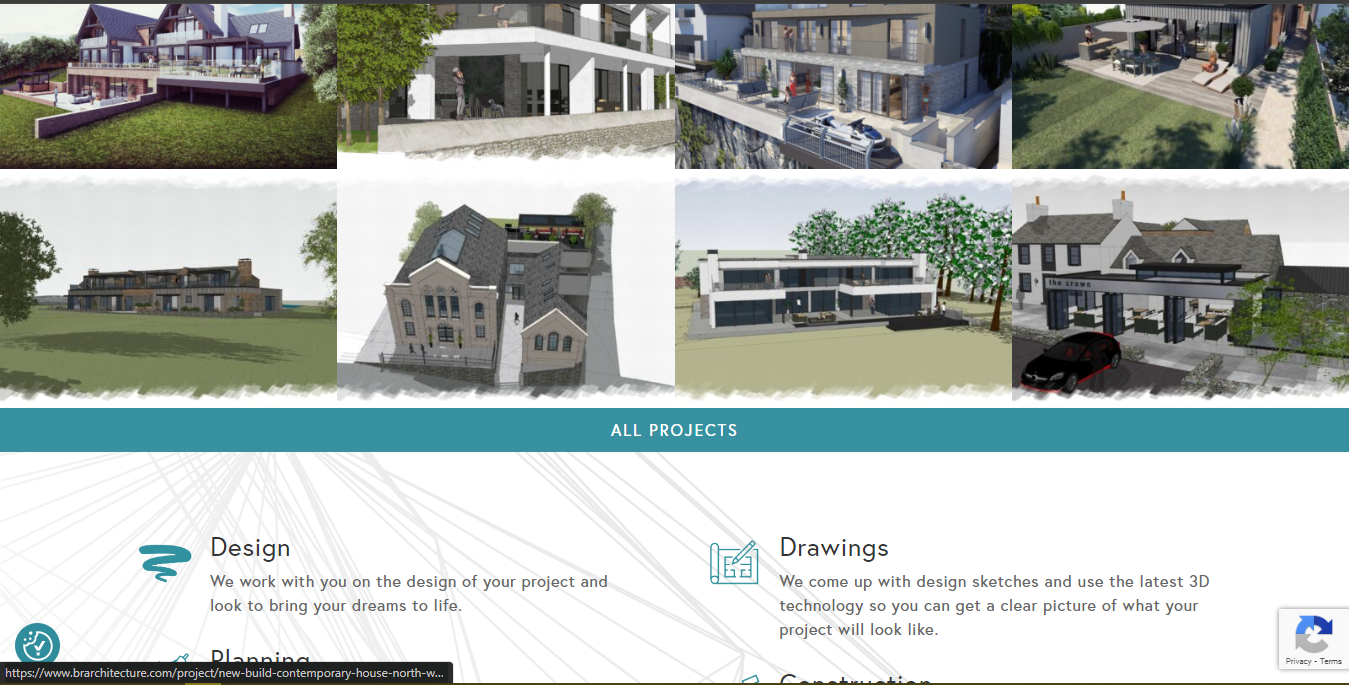 the crown
ALL PROJECTS
Design
We work with you on the design of your project and
look to bring your dreams to life.
Drawings
We come up with design sketches and use the latest 3D
technology so you can get a clear picture of what your
project will look like.
Planning
Construction
Privacy - Terms
https://www.brarchitecture.com/project/new-build-contemporary-house-north-w...